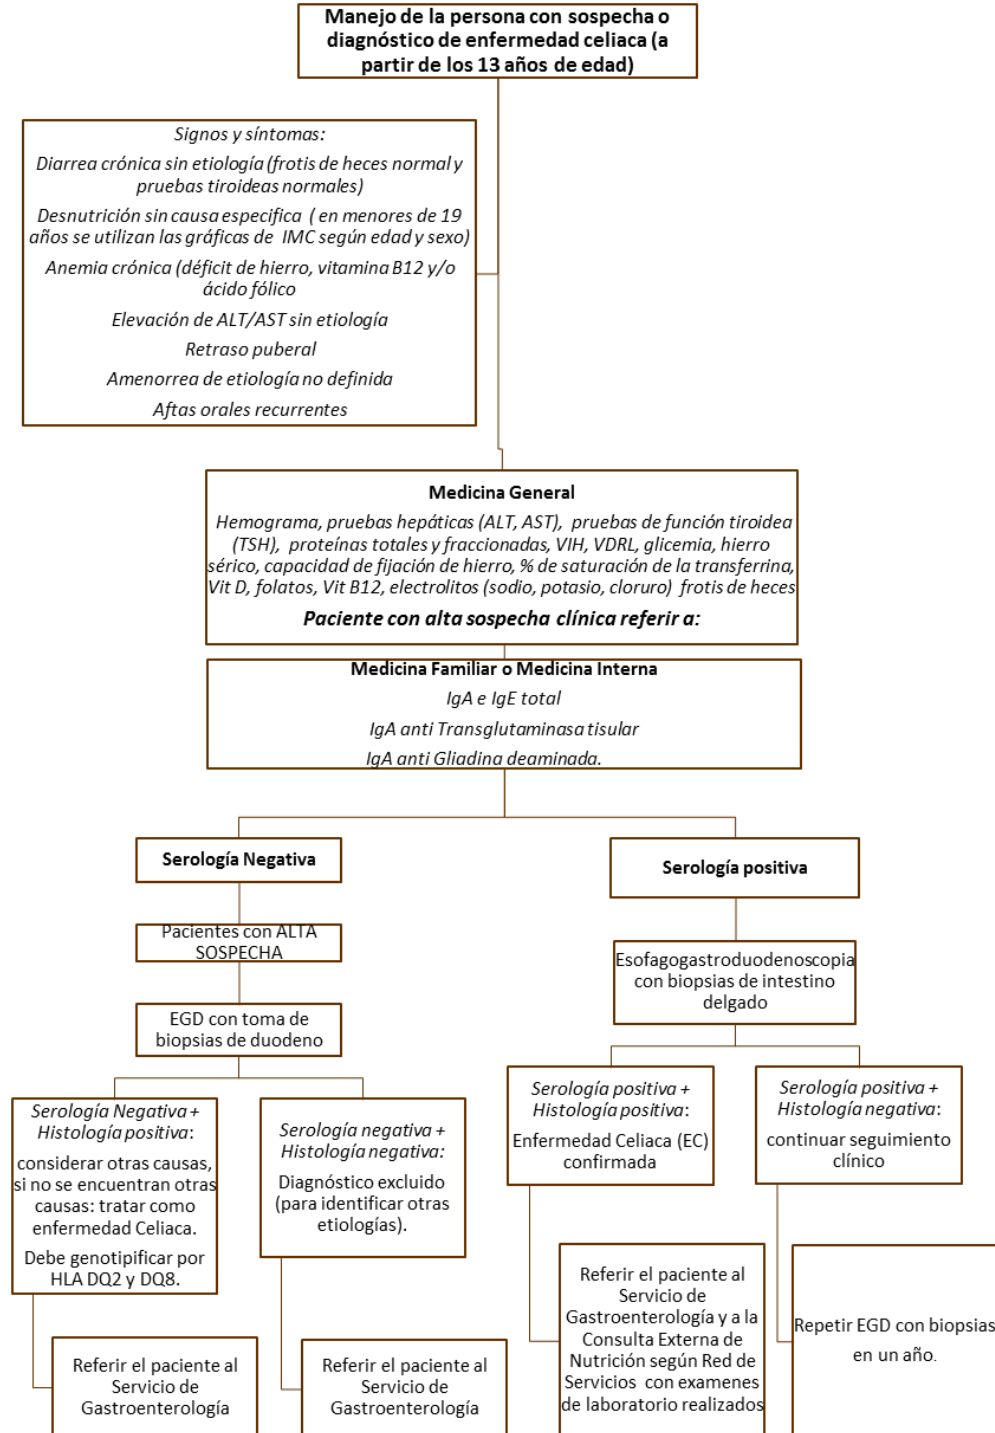 Manejo de la persona con sospecha o
diagnóstico de enfermedad celiaca (a
partir de los 13 años de edad)
Signos y síntomas:
Diarrea crónica sin etiología (frotis de heces normal y
pruebas tiroideas normales)
Desnutrición sin causa especifica ( en menores de 19
años se utilizan las gráficas de IMC según edad y sexo)
Anemia crónica (déficit de hierro, vitamina B12 y/o
ácido fólico
Elevación de ALT/AST sin etiología
Retraso puberal
Amenorrea de etiología no definida
Aftas orales recurrentes
Medicina General
Hemograma, pruebas hepáticas (ALT, AST), pruebas de función tiroidea
(TSH), proteínas totales y fraccionadas, VIH, VDRL, glicemia, hierro
sérico, capacidad de fijación de hierro, % de saturación de la transferrina,
Vit D, folatos, Vit B12, electrolitos (sodio, potasio, cloruro) frotis de heces
Paciente con alta sospecha clínica referir a:
Medicina Familiar o Medicina Interna
IgA e IgE total
IgA anti Transglutaminasa tisular
IgA anti Gliadina deaminada.
Serología Negativa
Pacientes con ALTA
SOSPECHA
EGD con toma de
biopsias de duodeno
Serología Negativa +
Histología positiva:
considerar otras causas,
si no se encuentran otras
causas: tratar como
enfermedad Celiaca.
Debe genotipificar por
HLA DQ2 y DQ8.
Referir el paciente al
Servicio de
Gastroenterología
Serología negativa +
Histología negativa:
Diagnóstico excluido
(para identificar otras
etiologías).
Referir el paciente al
Servicio de
Gastroenterología
Serología positiva
Esofagogastroduodenoscopia
con biopsias de intestino
delgado
Serología positiva +
Histología positiva:
Enfermedad Celiaca (EC)
confirmada
Referir el paciente al
Servicio de
Gastroenterología y a la
Consulta Externa de
Nutrición según Red de
Servicios con examenes
de laboratorio realizados
Serología positiva +
Histología negativa:
continuar seguimiento
clínico
Repetir EGD con biopsias
en un año.